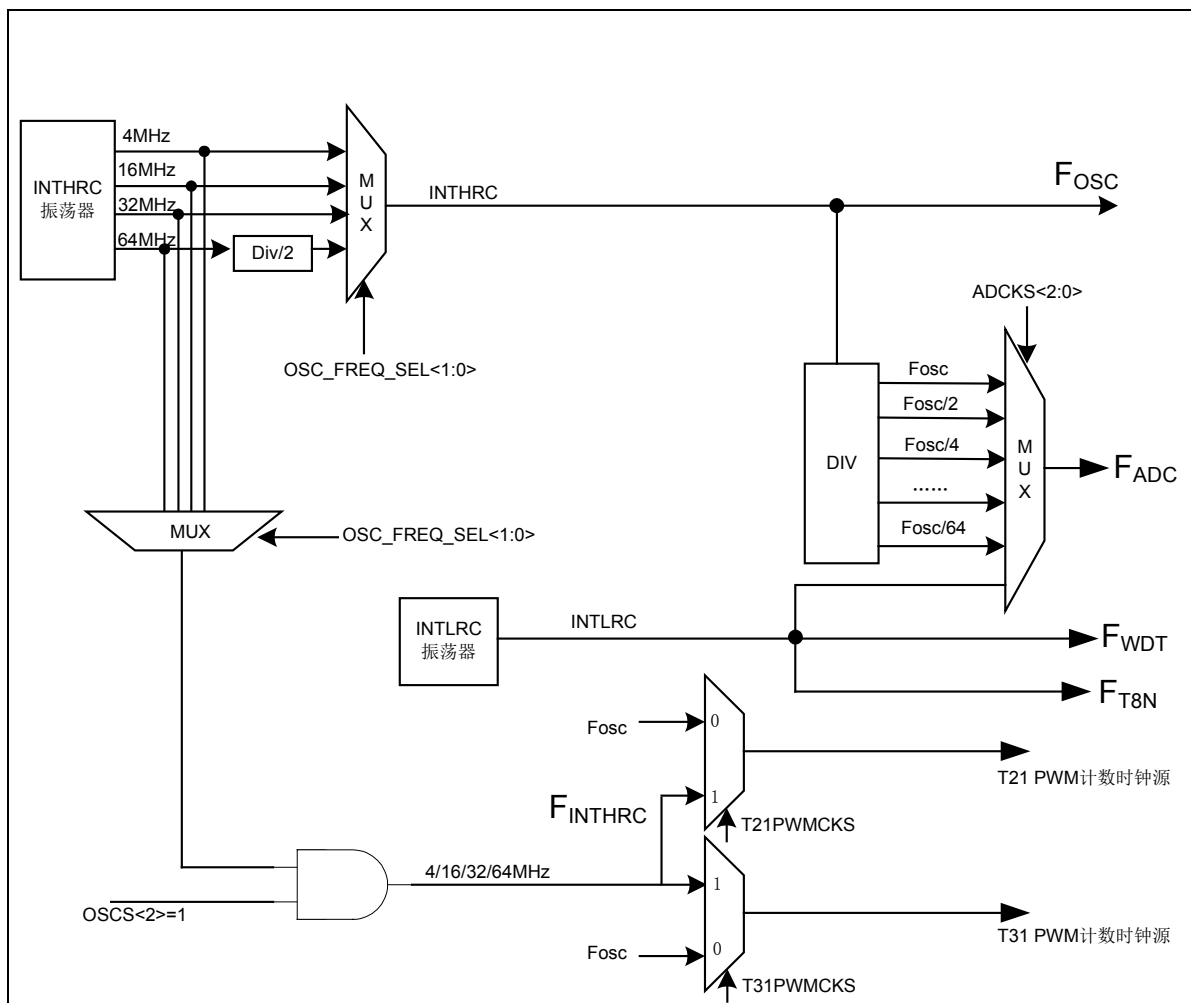 4MHz
16MHz
32MHz
64MHz
INTHRC
振荡器
Div/2
MUX
INTHRC
FOSC
OSC_FREQ_SEL<1:0>
ADCKS<2:0>
DIV
Fosc
Fosc/2
Fosc/4
......
Fosc/64
MUX
FADC
MUX
OSC_FREQ_SEL<1:0>
INTLRC
振荡器
INTLRC
FWDT
FT8N
Fosc
0
1
T21 PWM计数时钟源
FINTHRC
T21PWMCKS
4/16/32/64MHz
OSCS<2>=1
1
0
Fosc
T31 PWM计数时钟源
T31PWMCKS